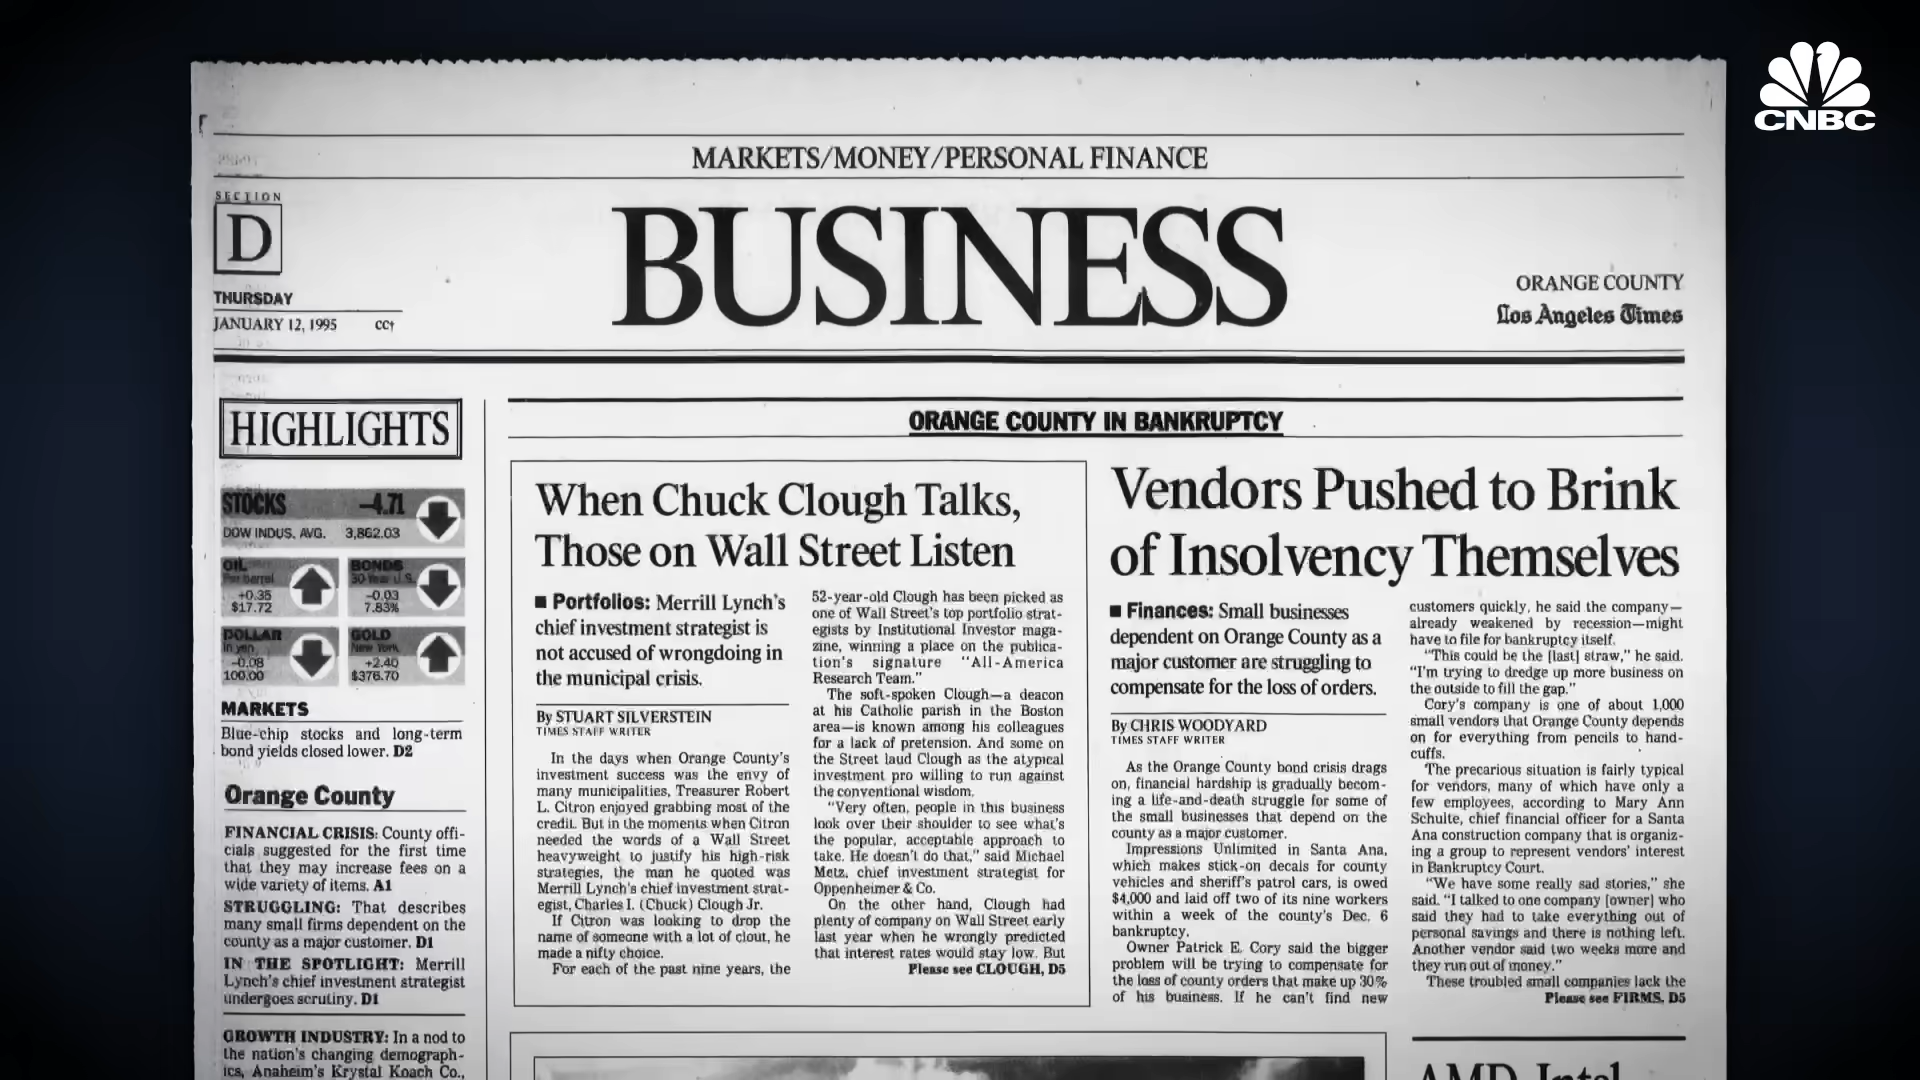 CNBC
MARKETS/MONEY/PERSONAL FINANCE
SECTION
D
BUSINESS
THURSDAY
JANUARY 12, 1995 cc†
ORANGE COUNTY
Los Angeles Times
HIGHLIGHTS
STOCKS -4.71
DOW INDUS. AVG. 3,862.03
OIL
Per barrel
+0.35
$17.72
BONDS
30-Year U.S.
-0.03
7.83%
DOLLAR
In yen
-0.08
100.00
GOLD
New York
+2.40
$376.70
MARKETS
Blue-chip stocks and long-term
bond yields closed lower. D2
Orange County
FINANCIAL CRISIS: County offi-
cials suggested for the first time
that they may increase fees on a
wide variety of items. A1
STRUGGLING: That describes
many small firms dependent on the
county as a major customer. D1
IN THE SPOTLIGHT: Merrill
Lynch's chief investment strategist
undergoes scrutiny. D1
GROWTH INDUSTRY: In a nod to
the nation's changing demograph-
ics, Anaheim's Krystal Koach Co.,
ORANGE COUNTY IN BANKRUPTCY
When Chuck Clough Talks,
Those on Wall Street Listen
■ Portfolios: Merrill Lynch's
chief investment strategist is
not accused of wrongdoing in
the municipal crisis.
By STUART SILVERSTEIN
TIMES STAFF WRITER
In the days when Orange County's
investment success was the envy of
many municipalities, Treasurer Robert
L. Citron enjoyed grabbing most of the
credit. But in the moments when Citron
needed the words of a Wall Street
heavyweight to justify his high-risk
strategies, the man he quoted was
Merrill Lynch's chief investment strat-
egist, Charles I. (Chuck) Clough Jr.
If Citron was looking to drop the
name of someone with a lot of clout, he
made a nifty choice.
For each of the past nine years, the
52-year-old Clough has been picked as
one of Wall Street's top portfolio strat-
egists by Institutional Investor maga-
zine, winning a place on the publica-
tion's signature "All-America
Research Team."
The soft-spoken Clough—a deacon
at his Catholic parish in the Boston
area—is known among his colleagues
for a lack of pretension. And some on
the Street laud Clough as the atypical
investment pro willing to run against
the conventional wisdom.
"Very often, people in this business
look over their shoulder to see what's
the popular, acceptable approach to
take. He doesn't do that," said Michael
Metz, chief investment strategist for
Oppenheimer & Co.
On the other hand, Clough had
plenty of company on Wall Street early
last year when he wrongly predicted
that interest rates would stay low. But
Please see CLOUGH, D5
Vendors Pushed to Brink
of Insolvency Themselves
■ Finances: Small businesses
dependent on Orange County as a
major customer are struggling to
compensate for the loss of orders.
By CHRIS WOODYARD
TIMES STAFF WRITER
As the Orange County bond crisis drags
on, financial hardship is gradually becom-
ing a life-and-death struggle for some of
the small businesses that depend on the
county as a major customer.
Impressions Unlimited in Santa Ana,
which makes stick-on decals for county
vehicles and sheriff's patrol cars, is owed
$4,000 and laid off two of its nine workers
within a week of the county's Dec. 6
bankruptcy.
Owner Patrick E. Cory said the bigger
problem will be trying to compensate for
the loss of county orders that make up 30%
of his business. If he can't find new
customers quickly, he said the company—
already weakened by recession—might
have to file for bankruptcy itself.
"This could be the [last] straw," he said.
"I'm trying to dredge up more business on
the outside to fill the gap."
Cory's company is one of about 1,000
small vendors that Orange County depends
on for everything from pencils to hand-
cuffs.
The precarious situation is fairly typical
for vendors, many of which have only a
few employees, according to Mary Ann
Schulte, chief financial officer for a Santa
Ana construction company that is organiz-
ing a group to represent vendors' interest
in Bankruptcy Court.
"We have some really sad stories," she
said. "I talked to one company [owner] who
said they had to take everything out of
personal savings and there is nothing left.
Another vendor said two weeks more and
they run out of money."
These troubled small companies lack the
Please see FIRMS, D5
AMD, Intel